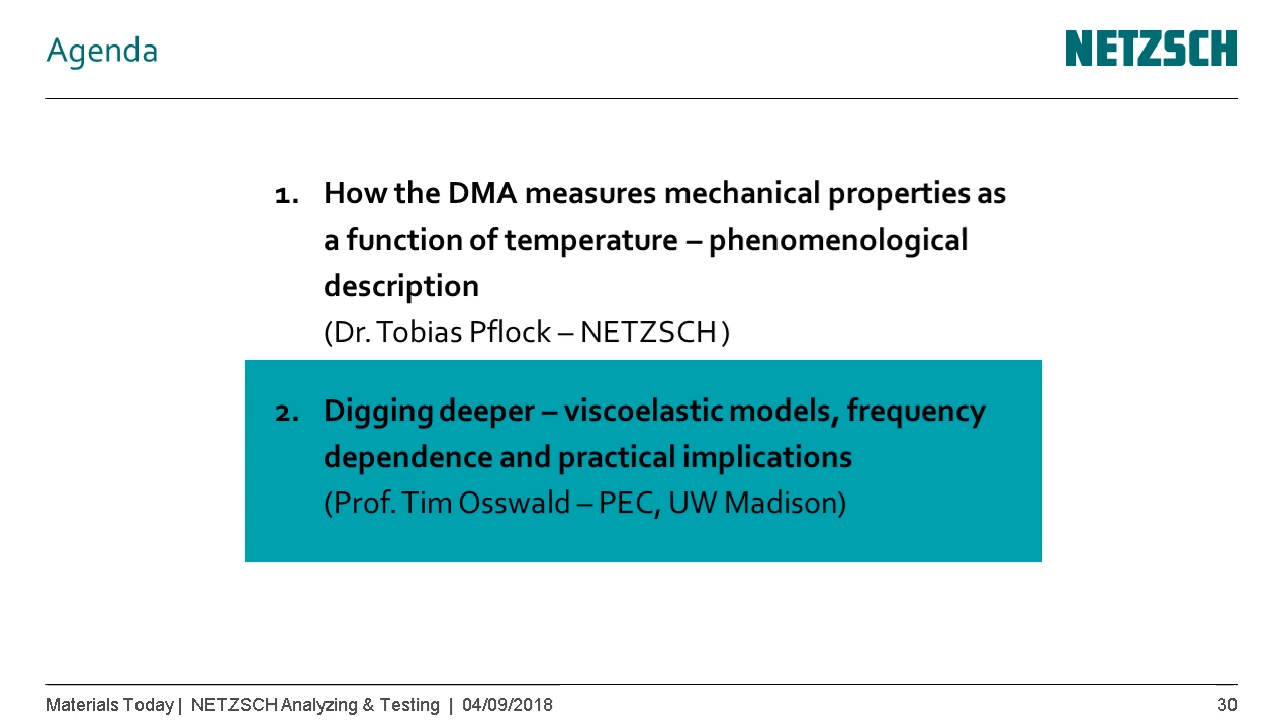 Agenda
NETZSCH
1. How the DMA measures mechanical properties as
a function of temperature – phenomenological
description
(Dr. Tobias Pflock – NETZSCH )
2. Digging deeper – viscoelastic models, frequency
dependence and practical implications
(Prof. Tim Osswald – PEC, UW Madison)
Materials Today | NETZSCH Analyzing & Testing | 04/09/2018
30